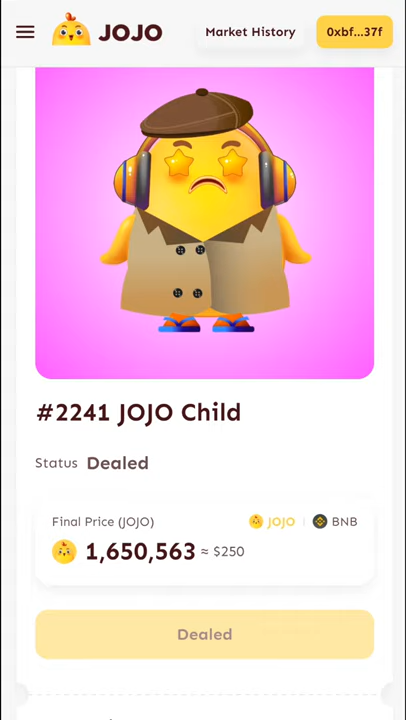 JOJO
Market History
0xbf...37f
#2241 JOJO Child
Status Dealed
Final Price (JOJO)
JOJO
BNB
1,650,563 ≈ $250
Dealed